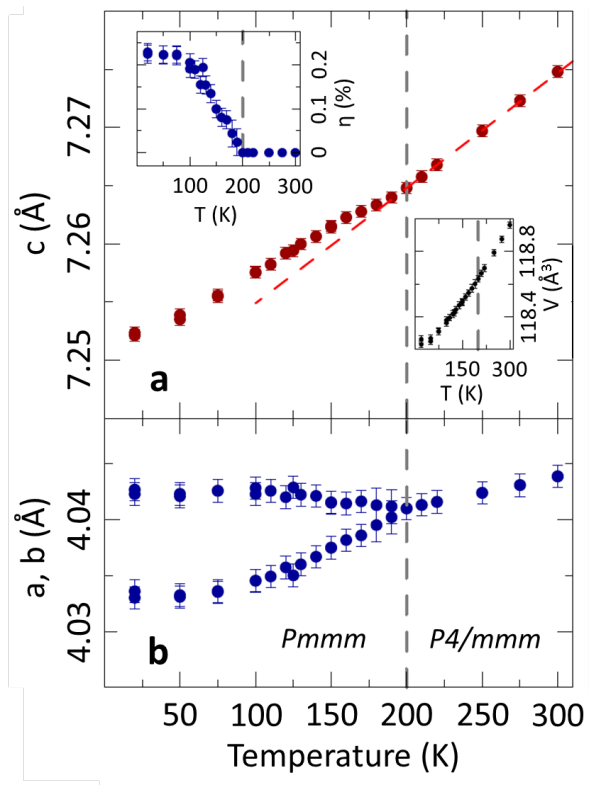 0.2
0.1
0
η (%)
100 200 300
T (K)
7.27
7.26
7.25
c (Å)
118.8
118.4
V (Å³)
150 300
T (K)
a
4.04
4.03
a, b (Å)
b
Pmmm
P4/mmm
50 100 150 200 250 300
Temperature (K)